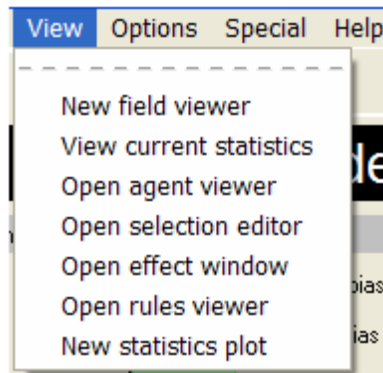 View Options Special Help
New field viewer
View current statistics
Open agent viewer
Open selection editor
Open effect window
Open rules viewer
New statistics plot